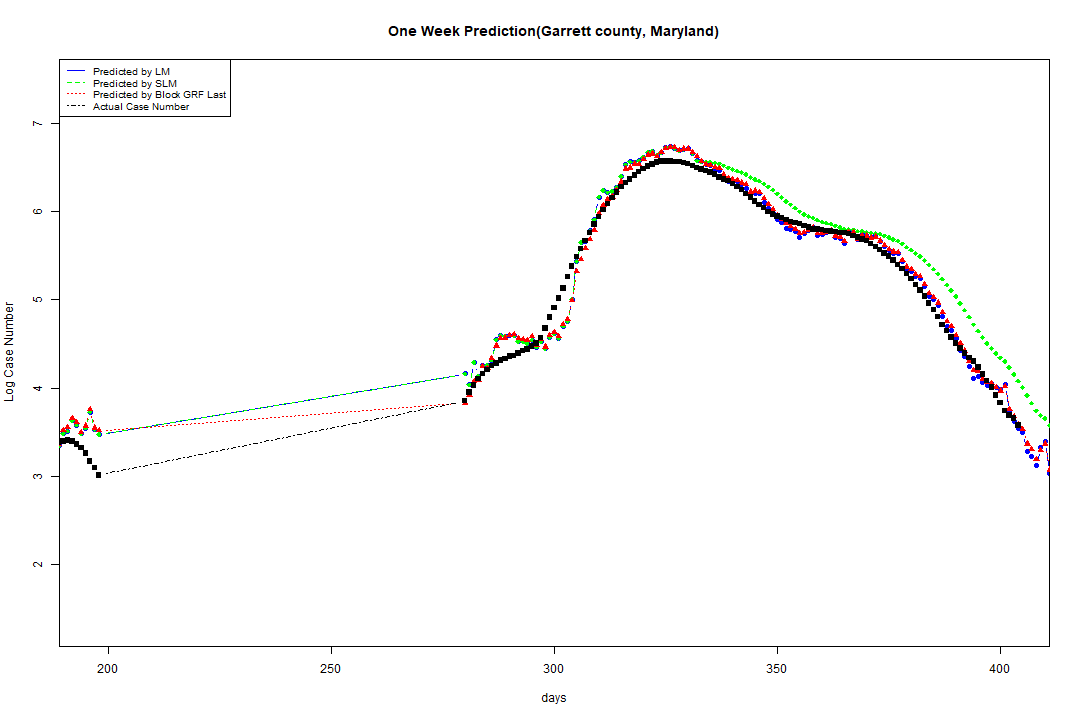 One Week Prediction(Garrett county, Maryland)
Predicted by LM
Predicted by SLM
Predicted by Block GRF Last
Actual Case Number
Log Case Number
7
6
5
4
3
2
200 250 300 350 400
days